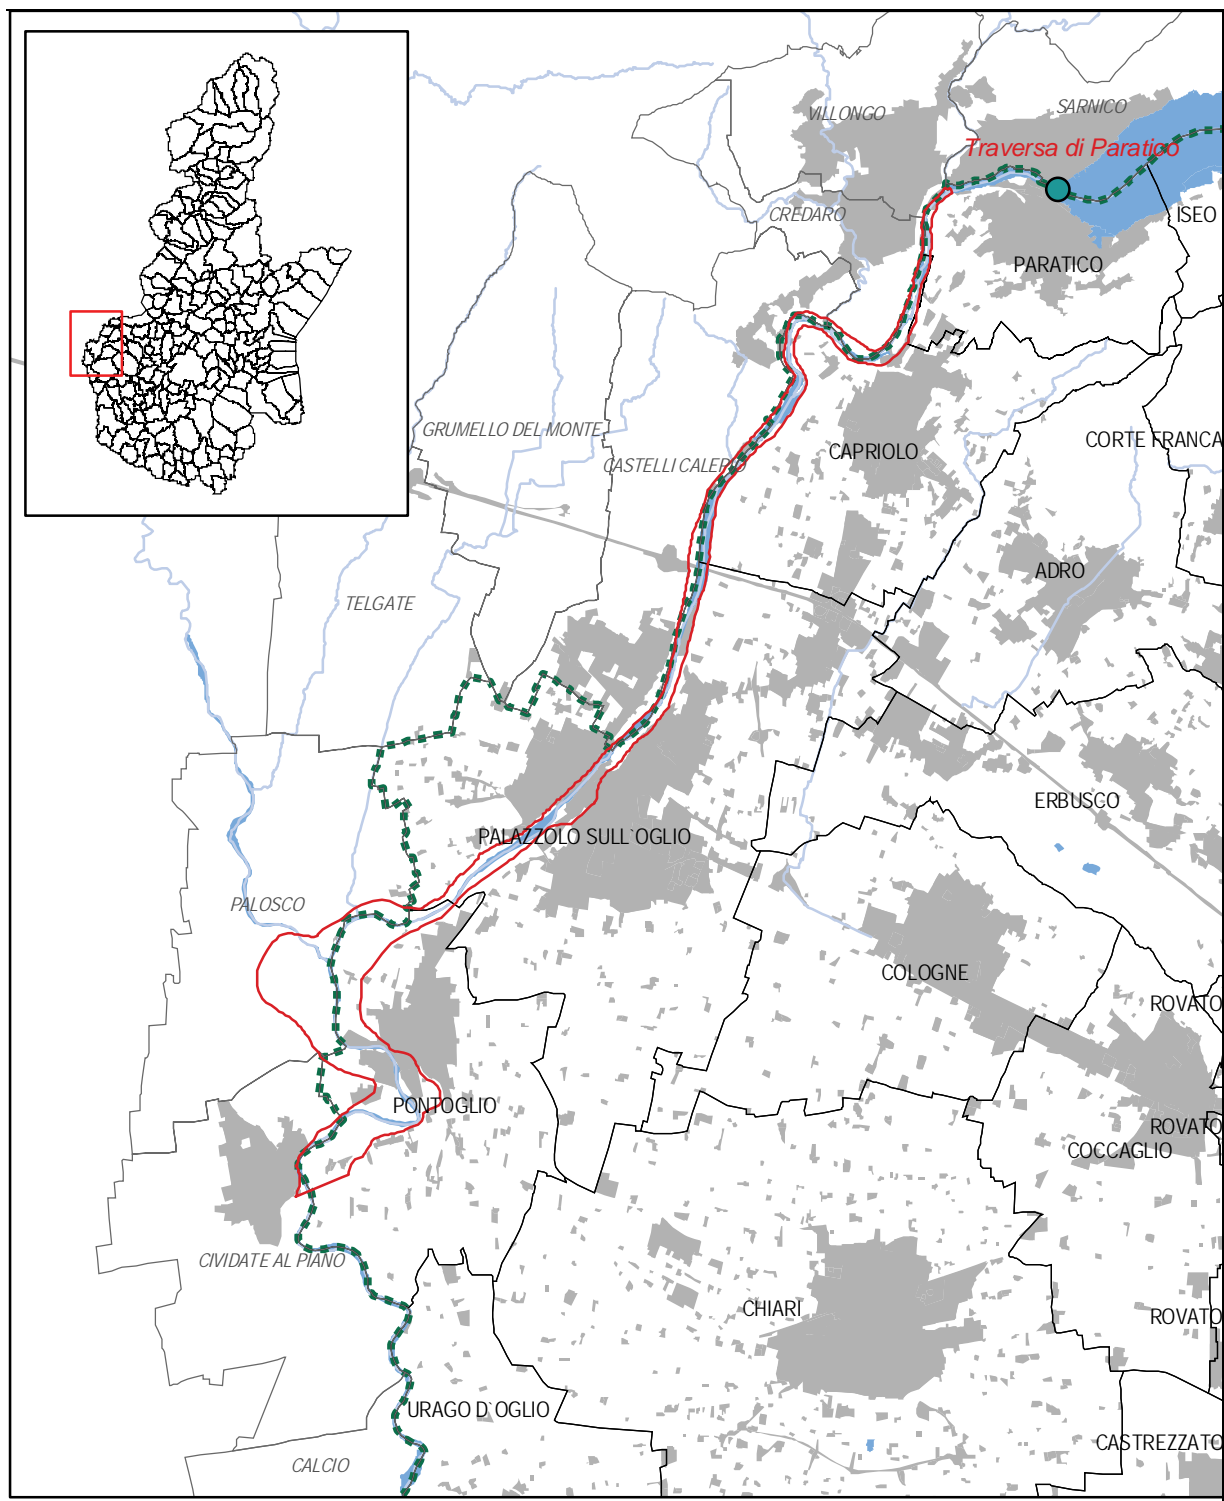 SARNICO
VILLONGO
Traversa di Paratico
CREDARO
ISEO
PARATICO
GRUMELLO DEL MONTE
CORTE FRANCA
CAPRIOLO
CASTELLI CALEPIO
ADRO
TELGATE
ERBUSCO
PALAZZOLO SULL`OGLIO
PALOSCO
COLOGNE
ROVATO
PONTOGLIO
ROVATO
COCCAGLIO
CIVIDATE AL PIANO
CHIARI
ROVATO
URAGO D`OGLIO
CASTREZZATO
CALCIO